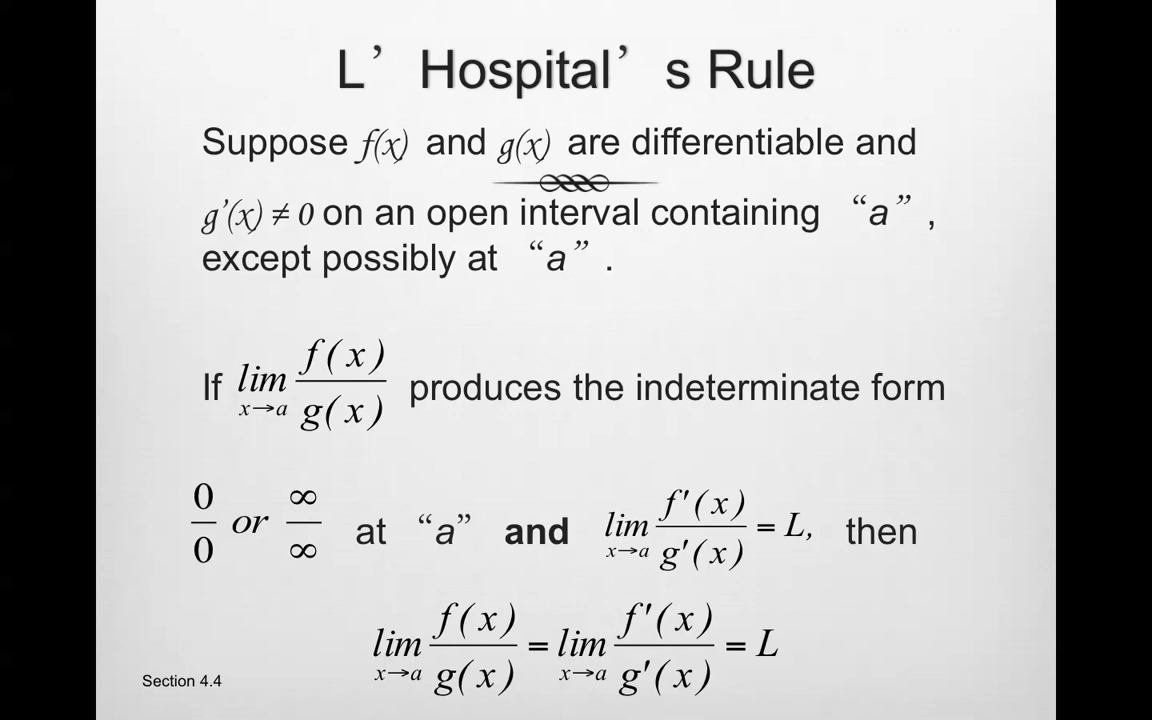 L’ Hospital’ s Rule
Suppose f(x) and g(x) are differentiable and
g’(x) ≠ 0 on an open interval containing “a” ,
except possibly at “a” .
If lim x→a f(x)/g(x) produces the indeterminate form
0/0 or ∞/∞ at “a” and lim x→a f'(x)/g'(x) = L, then
lim x→a f(x)/g(x) = lim x→a f'(x)/g'(x) = L
Section 4.4